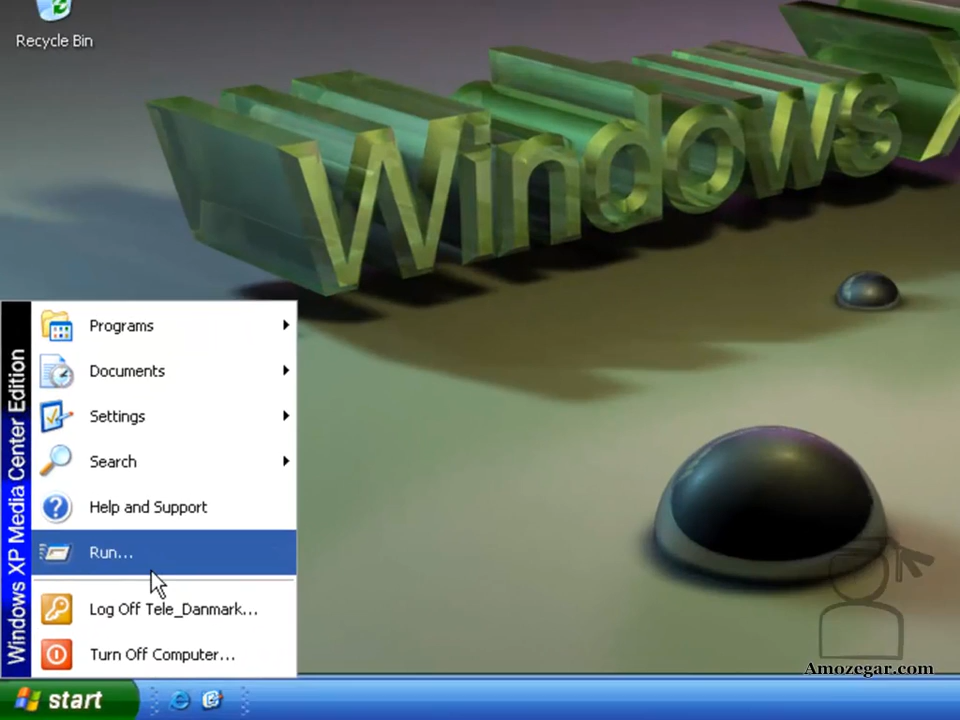 Recycle Bin
Windows
Windows XP Media Center Edition
Programs
Documents
Settings
Search
Help and Support
Run...
Log Off Tele_Danmark...
Turn Off Computer...
start
Amozegar.com